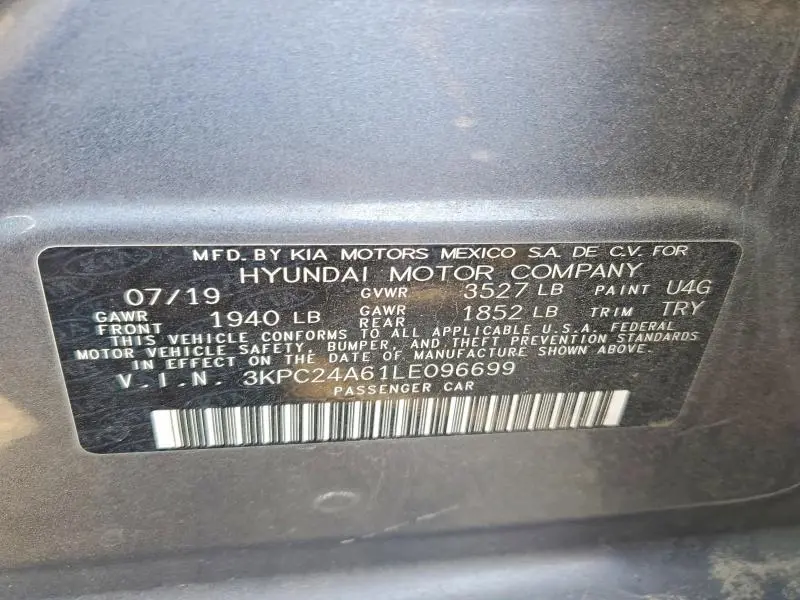 MFD. BY KIA MOTORS MEXICO S.A. DE C.V. FOR
HYUNDAI MOTOR COMPANY
07/19 GVWR 3527 LB PAINT U4G
GAWR FRONT 1940 LB GAWR REAR 1852 LB TRIM TRY
THIS VEHICLE CONFORMS TO ALL APPLICABLE U.S.A. FEDERAL
MOTOR VEHICLE SAFETY, BUMPER, AND THEFT PREVENTION STANDARDS
IN EFFECT ON THE DATE OF MANUFACTURE SHOWN ABOVE.
V.I.N. 3KPC24A61LE096699
PASSENGER CAR